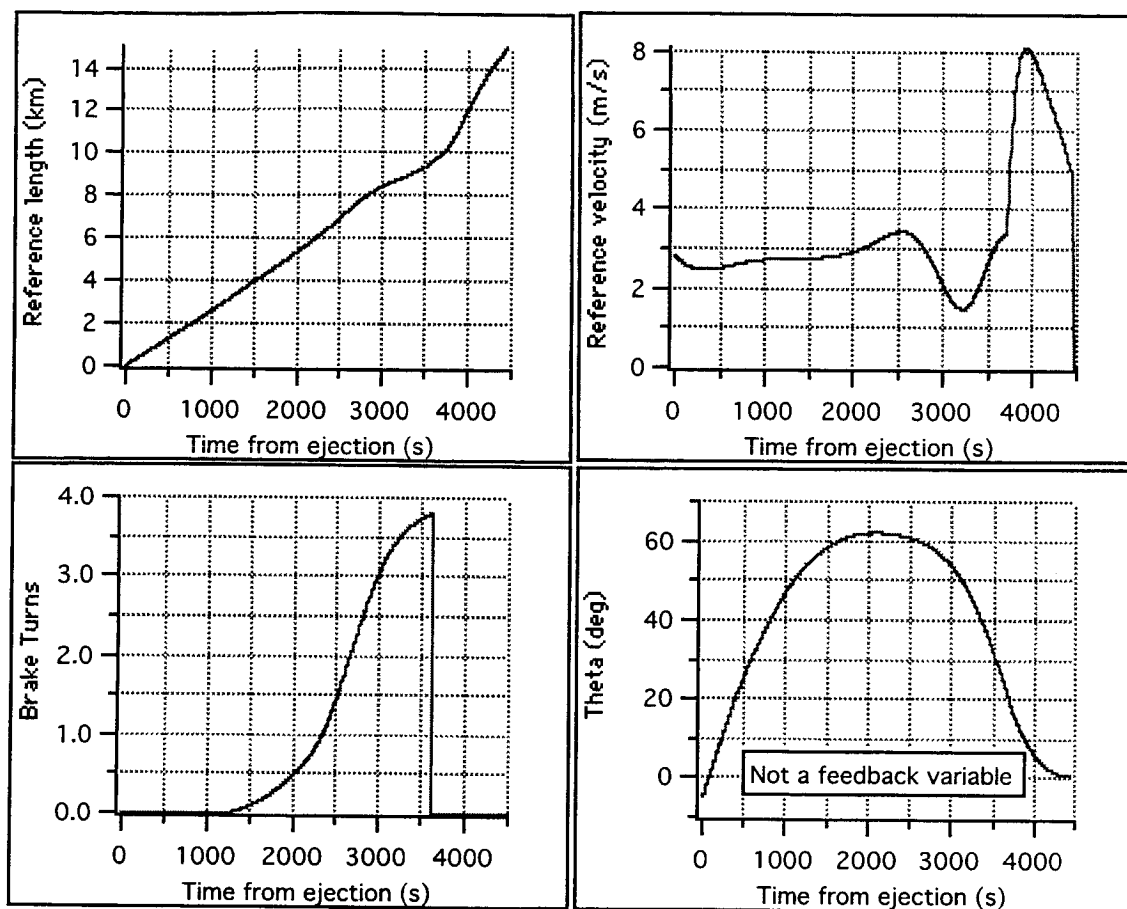 Reference length (km)
14
12
10
8
6
4
2
0
0 1000 2000 3000 4000
Time from ejection (s)
Reference velocity (m/s)
8
6
4
2
0
0 1000 2000 3000 4000
Time from ejection (s)
Brake Turns
4.0
3.0
2.0
1.0
0.0
0 1000 2000 3000 4000
Time from ejection (s)
Theta (deg)
60
40
20
0
Not a feedback variable
0 1000 2000 3000 4000
Time from ejection (s)